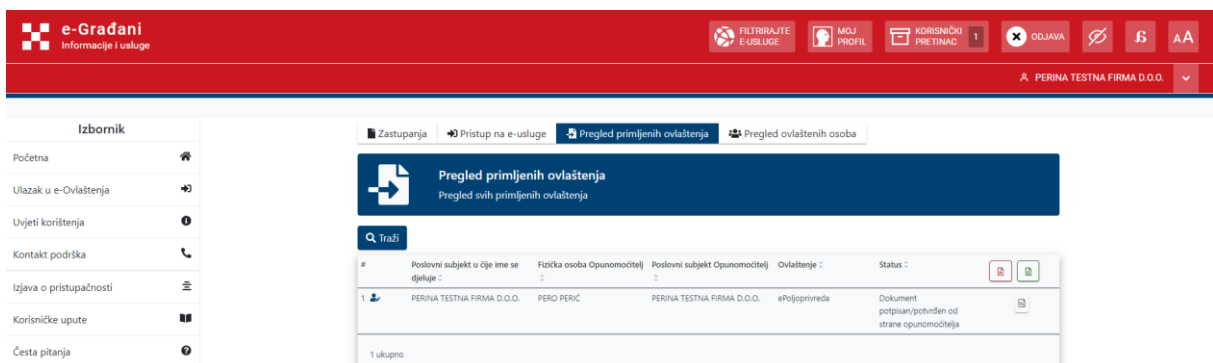 e-Građani
Informacije i usluge
FILTRIRAJTE
E-USLUGE
MOJ
PROFIL
KORISNIČKI
PRETINAC
1
ODJAVA
AA
PERINA TESTNA FIRMA D.O.O.
Izbornik
Početna
Ulazak u e-Ovlaštenja
Uvjeti korištenja
Kontakt podrška
Izjava o pristupačnosti
Korisničke upute
Česta pitanja
Zastupanja
Pristup na e-usluge
Pregled primljenih ovlaštenja
Pregled ovlaštenih osoba
Pregled primljenih ovlaštenja
Pregled svih primljenih ovlaštenja
Traži
# Poslovni subjekt u čije ime se Fizička osoba Opunomoćitelj Poslovni subjekt Opunomoćitelj Ovlaštenje Status
djeluje
1 PERINA TESTNA FIRMA D.O.O. PERO PERIĆ PERINA TESTNA FIRMA D.O.O. ePoljoprivreda Dokument
potpisan/potvrđen od
strane opunomoćitelja
1 ukupno